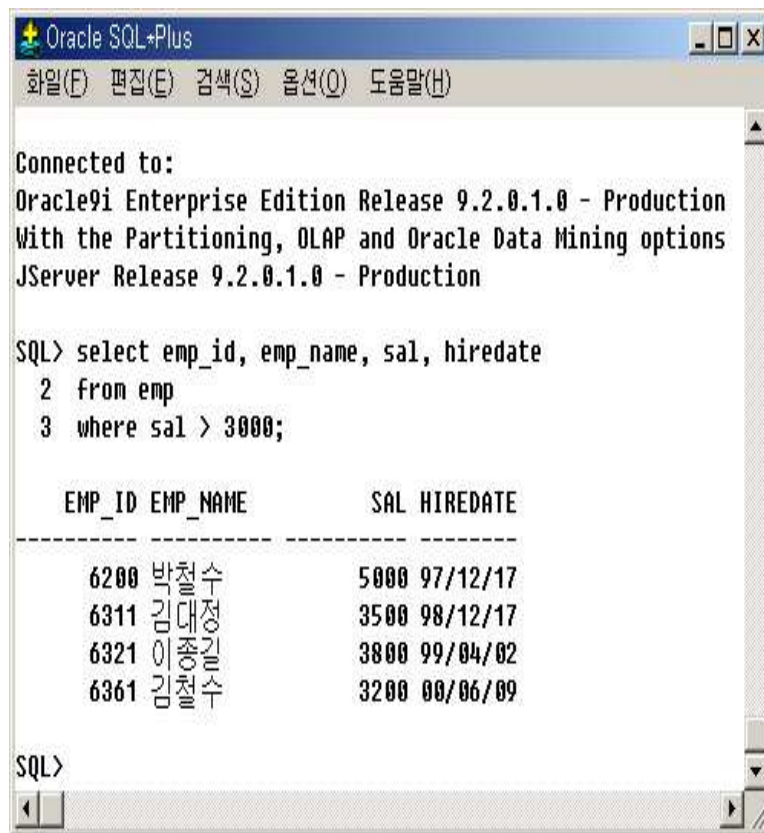 Oracle SQL*Plus
화일(F) 편집(E) 검색(S) 옵션(O) 도움말(H)
Connected to:
Oracle9i Enterprise Edition Release 9.2.0.1.0 - Production
With the Partitioning, OLAP and Oracle Data Mining options
JServer Release 9.2.0.1.0 - Production
SQL> select emp_id, emp_name, sal, hiredate
2 from emp
3 where sal > 3000;
EMP_ID EMP_NAME SAL HIREDATE
---------- ---------- ---------- --------
6200 박철수 5000 97/12/17
6311 김대정 3500 98/12/17
6321 이종길 3800 99/04/02
6361 김철수 3200 00/06/09
SQL>